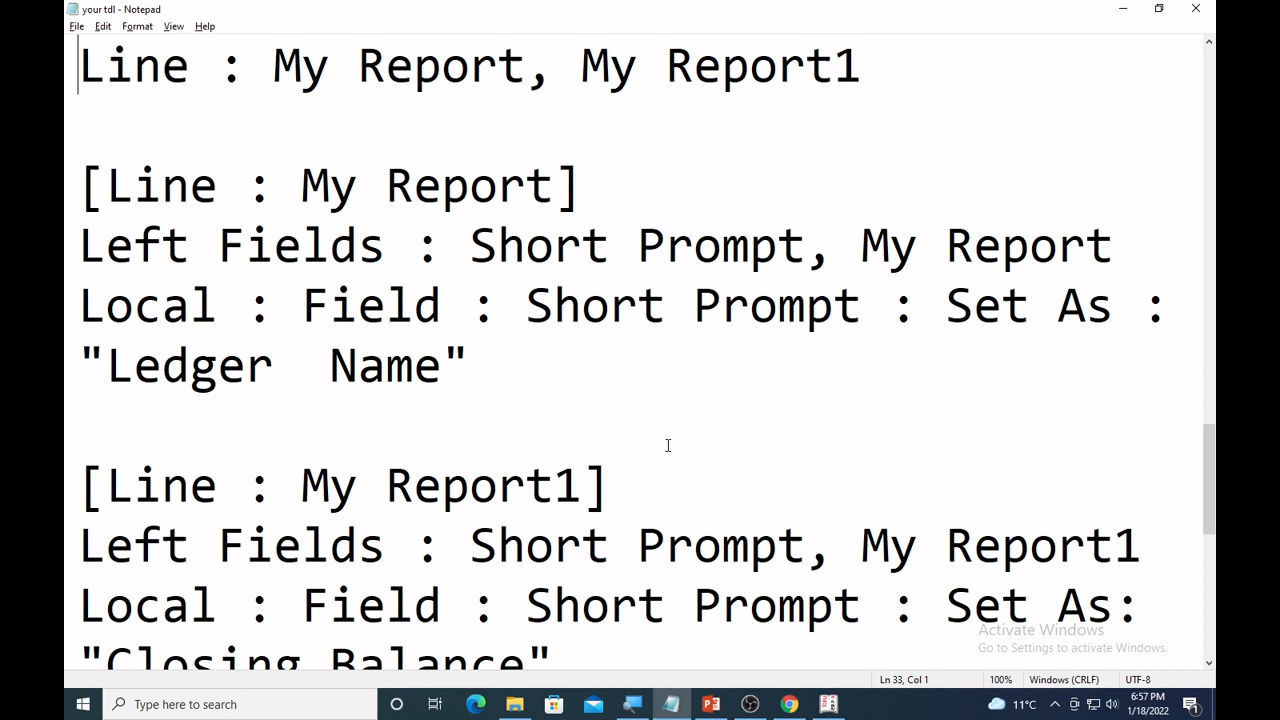 your tdl - Notepad
File Edit Format View Help
Line : My Report, My Report1
[Line : My Report]
Left Fields : Short Prompt, My Report
Local : Field : Short Prompt : Set As :
"Ledger  Name"
[Line : My Report1]
Left Fields : Short Prompt, My Report1
Local : Field : Short Prompt : Set As:
"Closing Balance"
Activate Windows
Go to Settings to activate Windows.
Ln 33, Col 1 100% Windows (CRLF) UTF-8
Type here to search
11°C
6:57 PM
1/18/2022
1